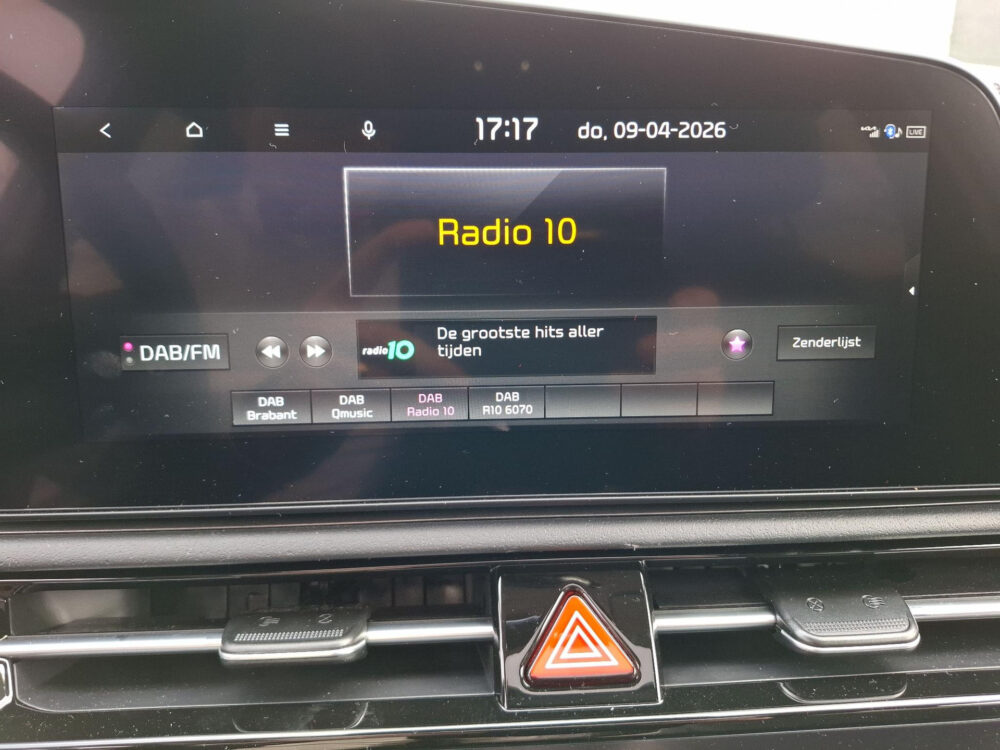 17:17 do, 09-04-2026
LIVE
Radio 10
DAB/FM
radio10
De grootste hits aller
tijden
Zenderlijst
DAB
Brabant
DAB
Qmusic
DAB
Radio 10
DAB
R10 6070